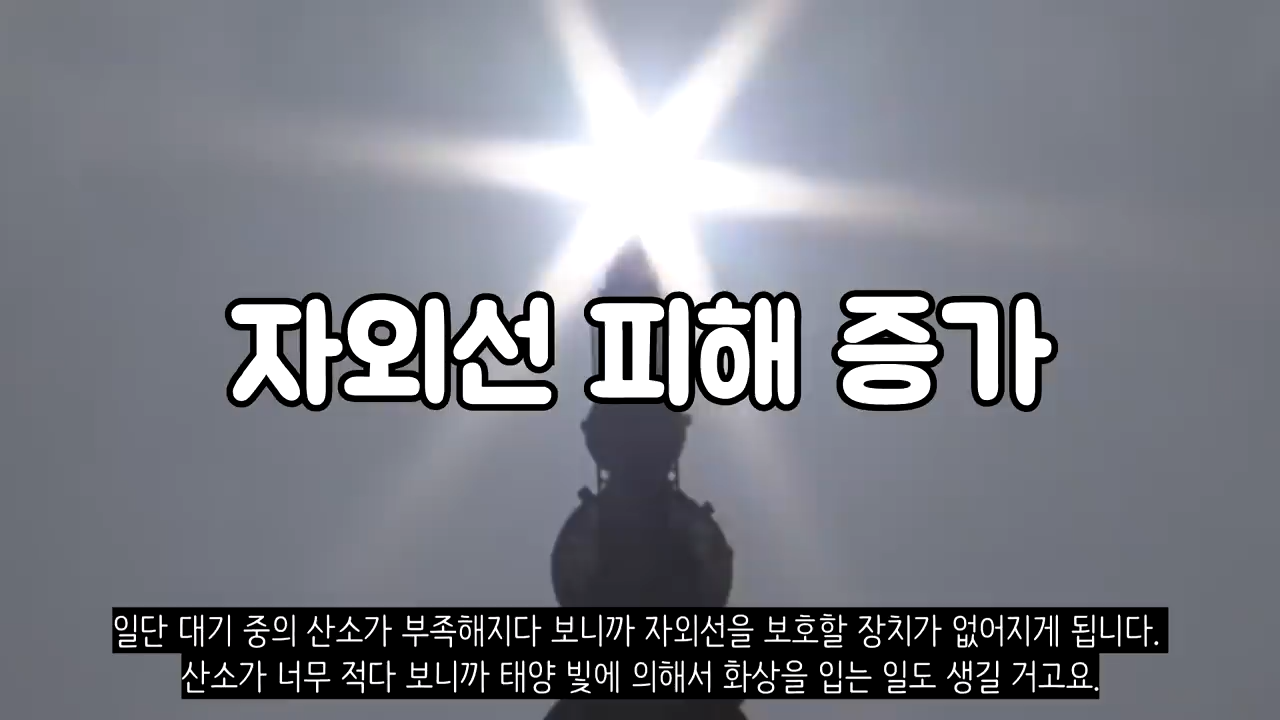 자외선 피해 증가
일단 대기 중의 산소가 부족해지다 보니까 자외선을 보호할 장치가 없어지게 됩니다.
산소가 너무 적다 보니까 태양 빛에 의해서 화상을 입는 일도 생길 거고요.